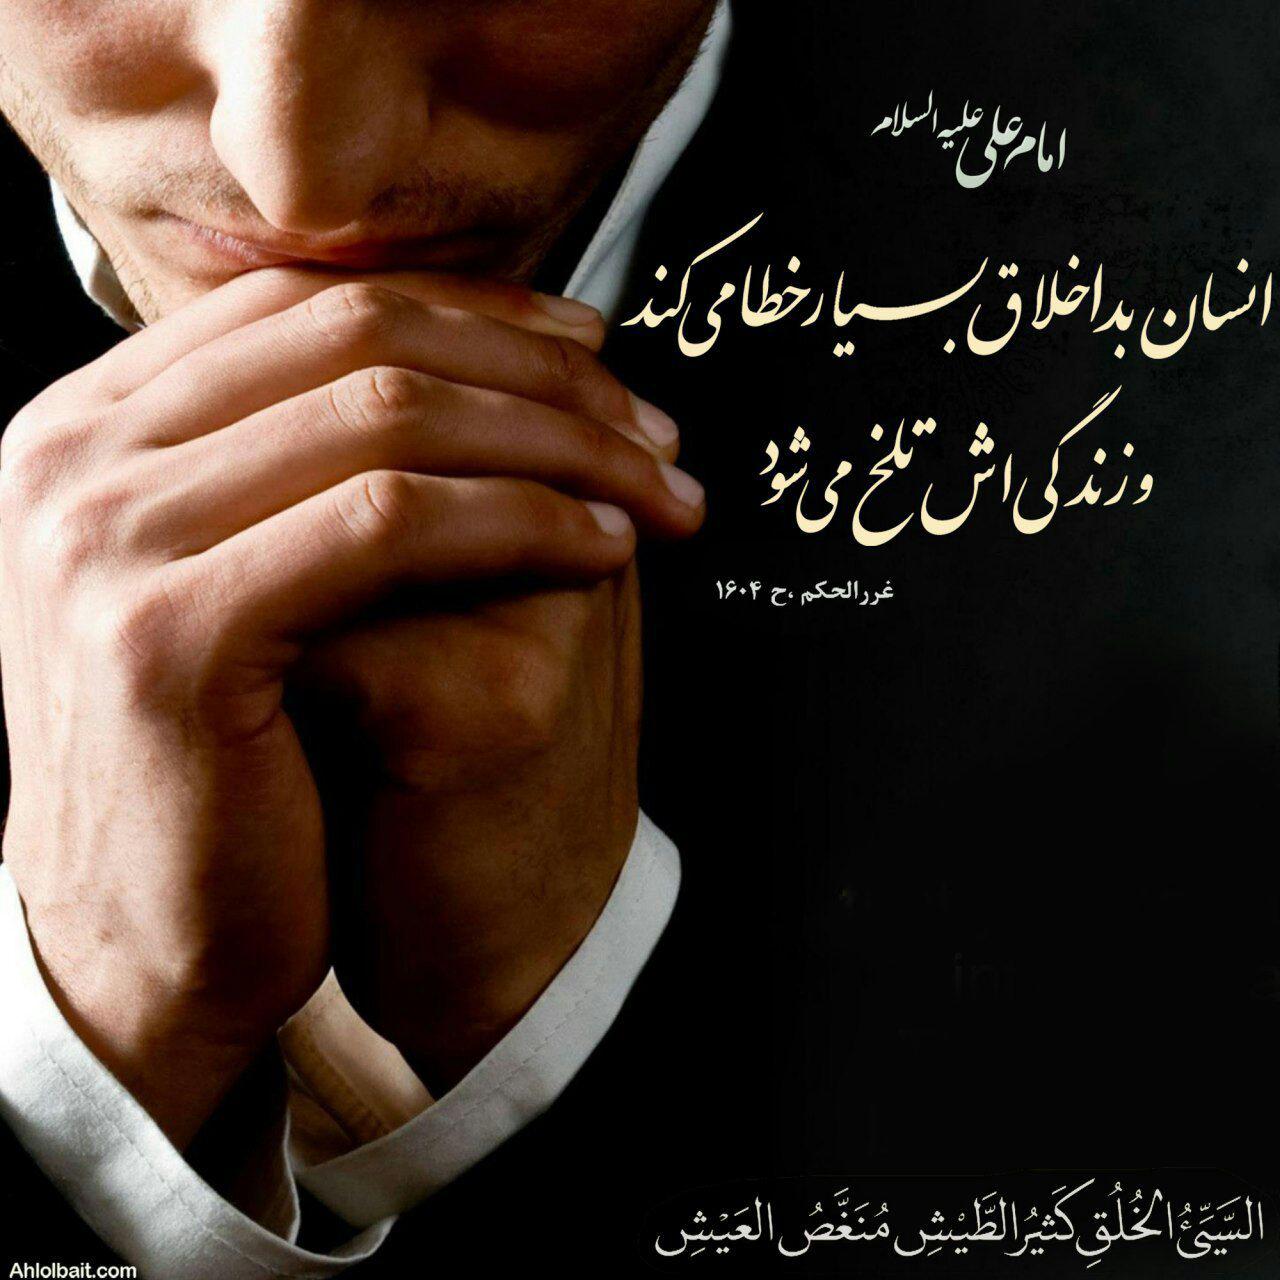 امام علی علیه السلام
انسان بداخلاق بسیار خطا می کند
و زندگی اش تلخ می شود
غررالحکم ،ح ۱۶۰۴
السَّيِّئُ الخُلُقِ كَثيرُ الطَّيْشِ مُنَغَّصُ العَيْشِ
Ahlolbait.com